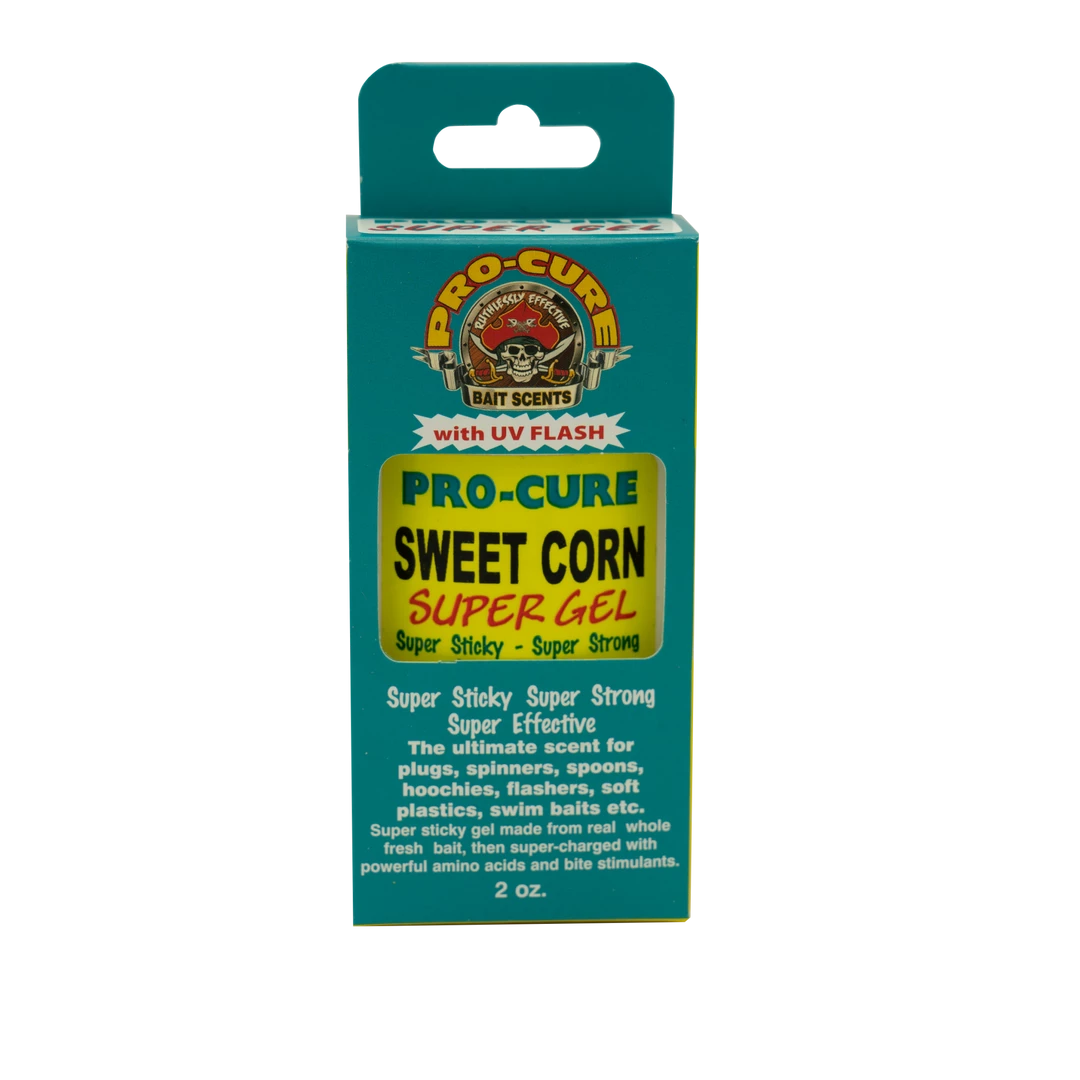 PRO-CURE
SUPER GEL
PRO-CURE
RUTHLESSLY EFFECTIVE
BAIT SCENTS
with UV FLASH
PRO-CURE
SWEET CORN
SUPER GEL
Super Sticky - Super Strong
Super Sticky Super Strong
Super Effective
The ultimate scent for
plugs, spinners, spoons,
hoochies, flashers, soft
plastics, swim baits etc.
Super sticky gel made from real whole
fresh bait, then super-charged with
powerful amino acids and bite stimulants.
2 oz.